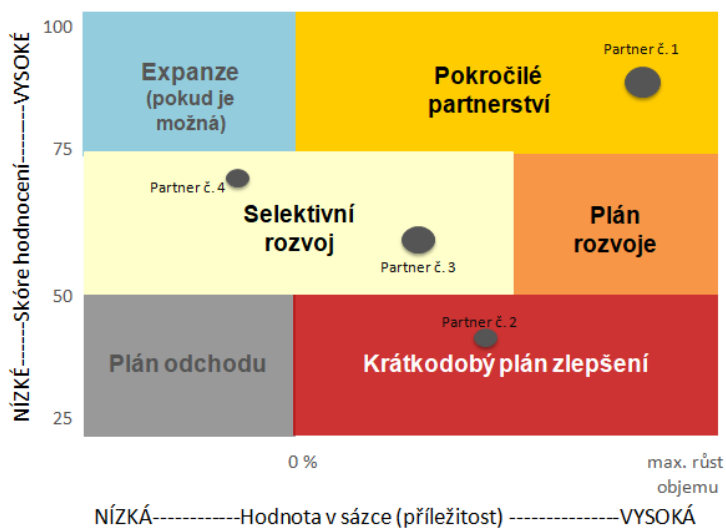 100
Expanze
(pokud je
možná)
Pokročilé
partnerství
Partner č. 1
75
Partner č. 4
Selektivní
rozvoj
Partner č. 3
Plán
rozvoje
50
Plán odchodu
Partner č. 2
Krátkodobý plán zlepšení
25
NÍZKÉ------Skóre hodnocení--------VYSOKÉ
0 %
max. růst
objemu
NÍZKÁ------------Hodnota v sázce (příležitost) ---------------VYSOKÁ